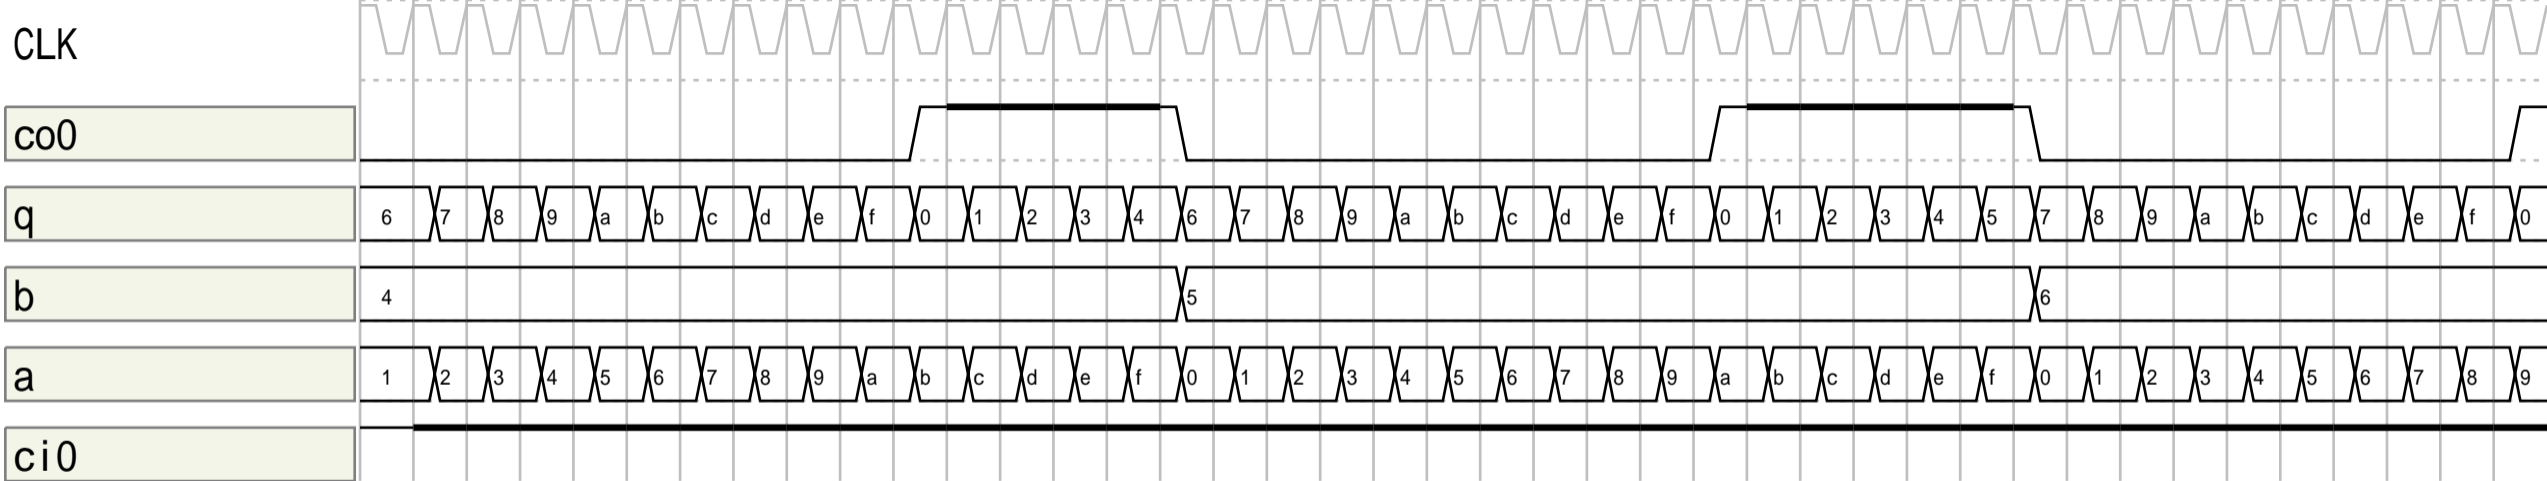 CLK
co0
q 6 7 8 9 a b c d e f 0 1 2 3 4 6 7 8 9 a b c d e f 0 1 2 3 4 5 7 8 9 a b c d e f 0
b 4 5 6
a 1 2 3 4 5 6 7 8 9 a b c d e f 0 1 2 3 4 5 6 7 8 9 a b c d e f 0 1 2 3 4 5 6 7 8 9
ci0